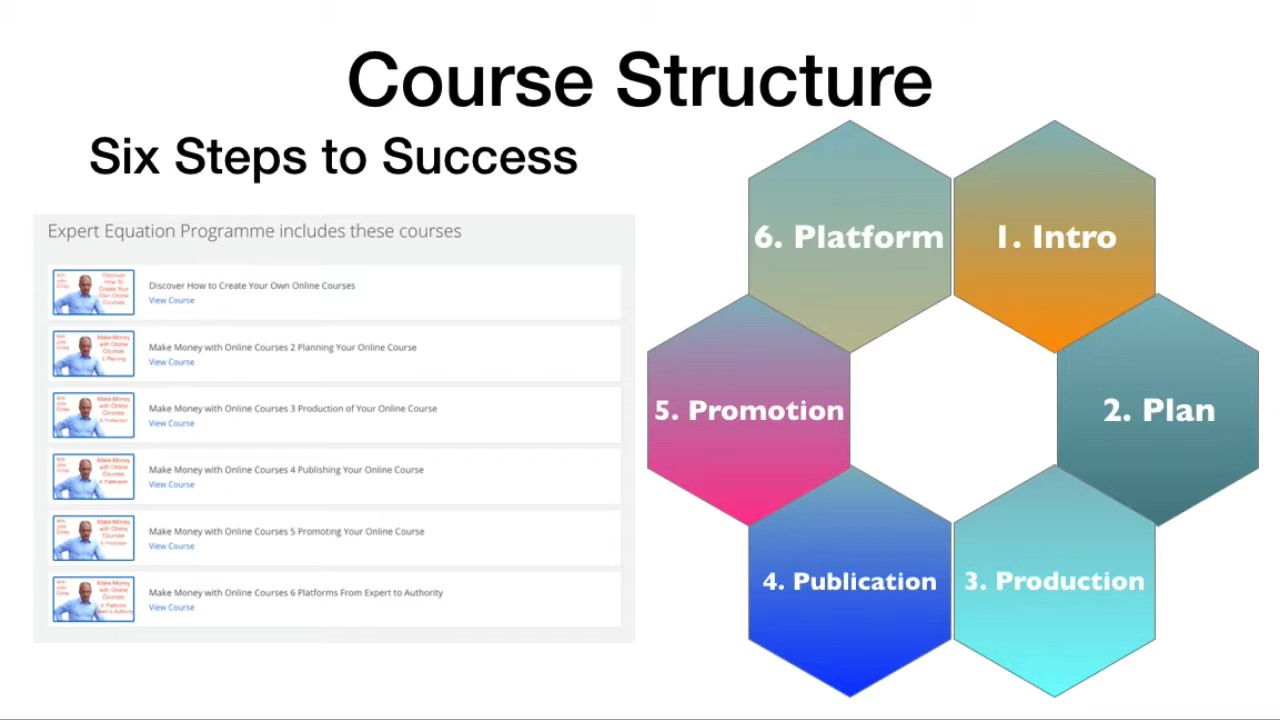 Course Structure
Six Steps to Success
Expert Equation Programme includes these courses
Discover How to Create Your Own Online Courses
View Course
Make Money with Online Courses 2 Planning Your Online Course
View Course
Make Money with Online Courses 3 Production of Your Online Course
View Course
Make Money with Online Courses 4 Publishing Your Online Course
View Course
Make Money with Online Courses 5 Promoting Your Online Course
View Course
Make Money with Online Courses 6 Platforms From Expert to Authority
View Course
6. Platform
1. Intro
5. Promotion
2. Plan
4. Publication
3. Production